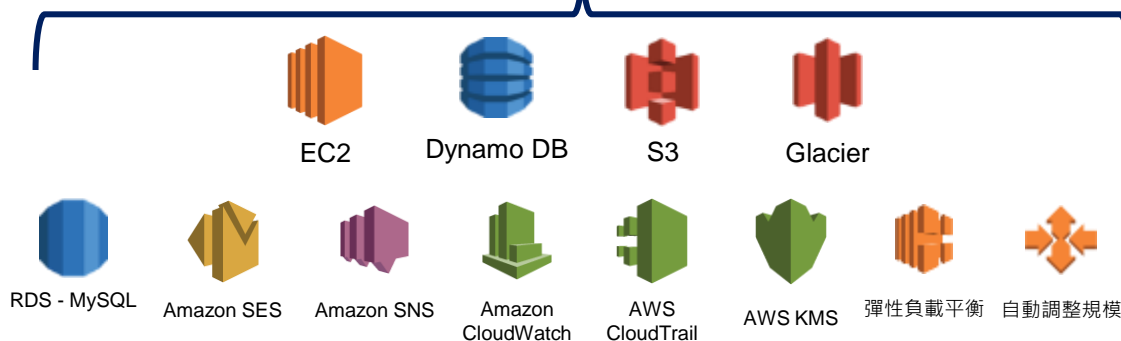 EC2
Dynamo DB
S3
Glacier
RDS - MySQL
Amazon SES
Amazon SNS
Amazon
CloudWatch
AWS
CloudTrail
AWS KMS
彈性負載平衡
自動調整規模